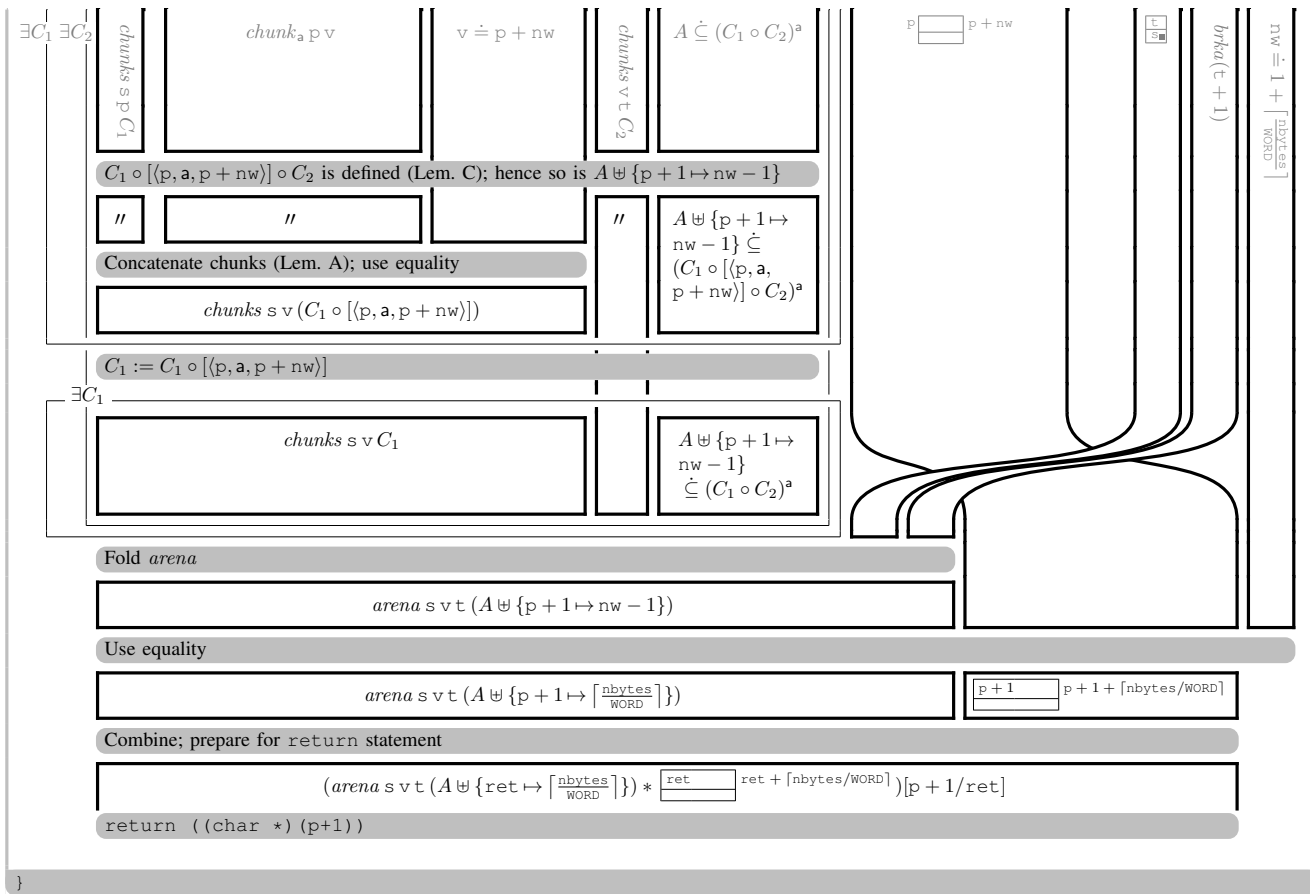 ∃C₁ ∃C₂
chunks s p C₁
chunkₐ p v
v ≐ p + nw
chunks v t C₂
A ⊆̇ (C₁ ∘ C₂)ᵃ
p p + nw
t
s
brka(t + 1)
nw ≐ 1 + ⌈nbytes/WORD⌉
C₁ ∘ [⟨p, a, p + nw⟩] ∘ C₂ is defined (Lem. C); hence so is A ⊎ {p + 1 ↦ nw − 1}
″ ″ ″
A ⊎ {p + 1 ↦
nw − 1} ⊆̇
(C₁ ∘ [⟨p, a,
p + nw⟩] ∘ C₂)ᵃ
Concatenate chunks (Lem. A); use equality
chunks s v (C₁ ∘ [⟨p, a, p + nw⟩])
C₁ := C₁ ∘ [⟨p, a, p + nw⟩]
∃C₁
chunks s v C₁
A ⊎ {p + 1 ↦
nw − 1}
⊆̇ (C₁ ∘ C₂)ᵃ
Fold arena
arena s v t (A ⊎ {p + 1 ↦ nw − 1})
Use equality
arena s v t (A ⊎ {p + 1 ↦ ⌈nbytes/WORD⌉})
p + 1 p + 1 + ⌈nbytes/WORD⌉
Combine; prepare for return statement
(arena s v t (A ⊎ {ret ↦ ⌈nbytes/WORD⌉}) ∗ ret ret + ⌈nbytes/WORD⌉ )[p + 1/ret]
return ((char *)(p+1))
}